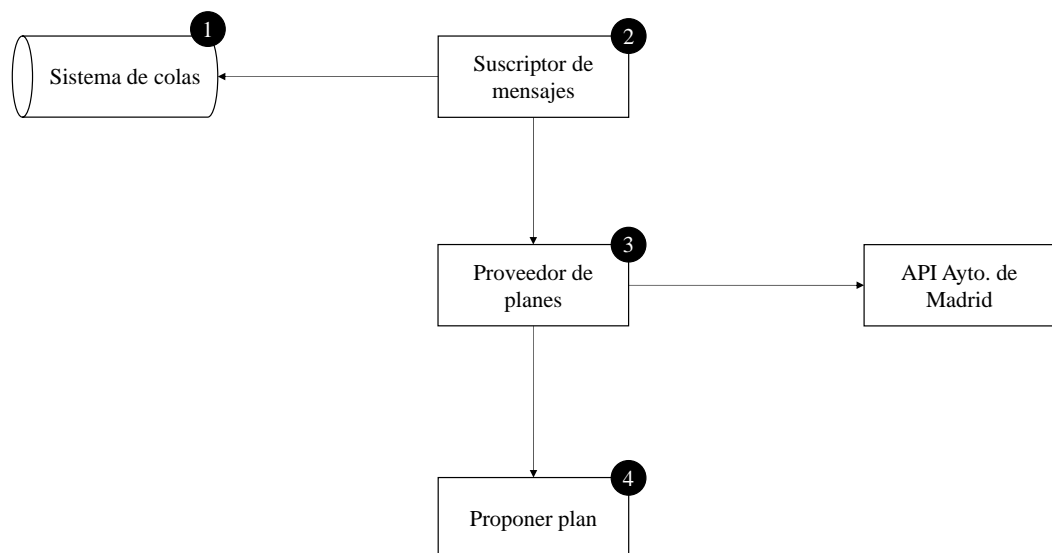 1
2
Sistema de colas
Suscriptor de
mensajes
3
Proveedor de
planes
API Ayto. de
Madrid
4
Proponer plan